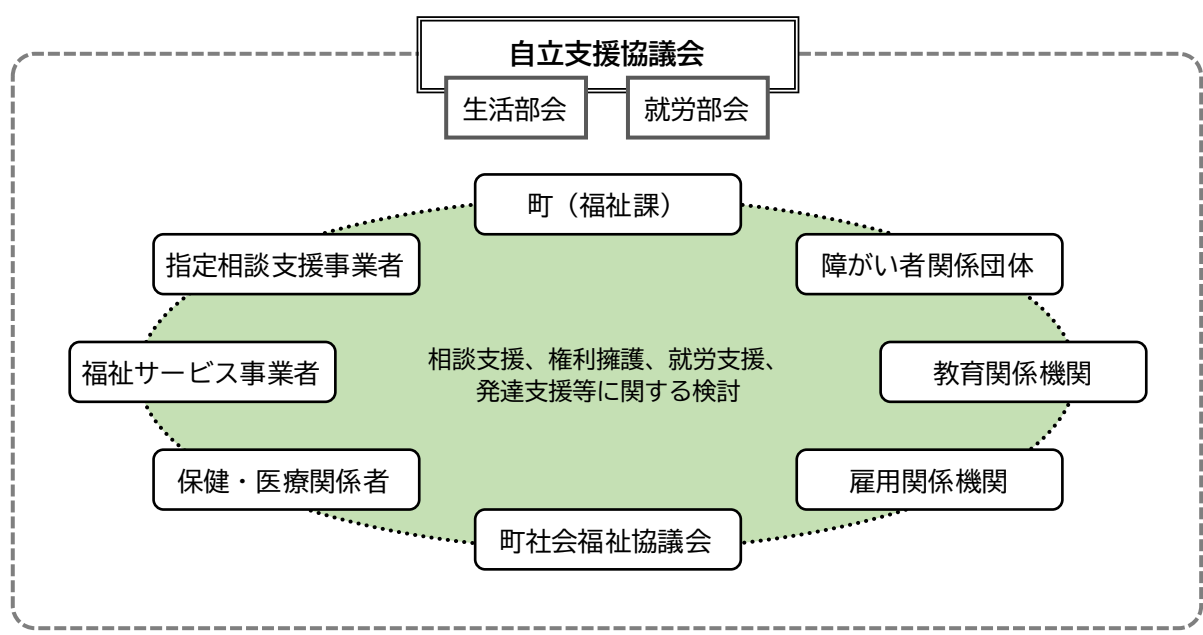 自立支援協議会
生活部会
就労部会
町（福祉課）
指定相談支援事業者
障がい者関係団体
福祉サービス事業者
相談支援、権利擁護、就労支援、
発達支援等に関する検討
教育関係機関
保健・医療関係者
雇用関係機関
町社会福祉協議会